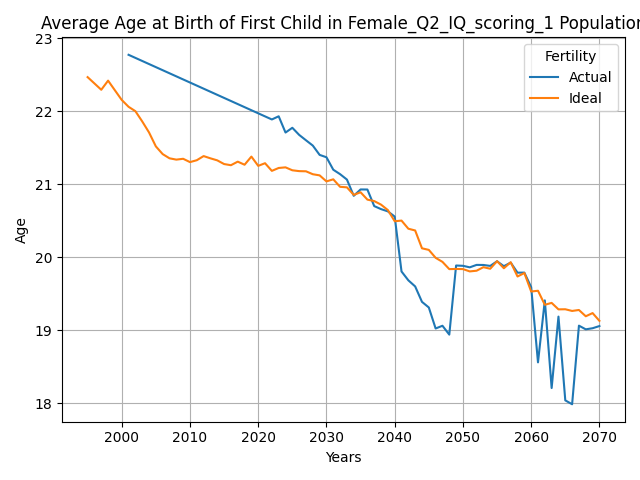 Average Age at Birth of First Child in Female_Q2_IQ_scoring_1 Population
Fertility
Actual
Ideal
Age
23
22
21
20
19
18
2000 2010 2020 2030 2040 2050 2060 2070
Years